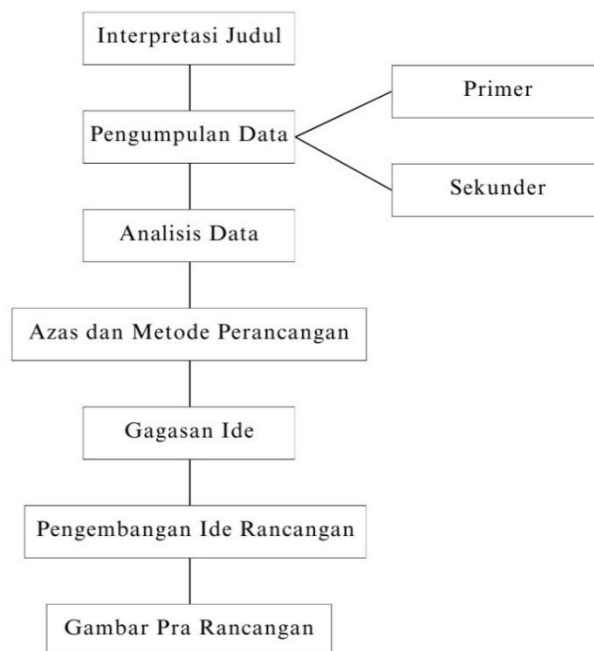 Interpretasi Judul
Pengumpulan Data
Primer
Sekunder
Analisis Data
Azas dan Metode Perancangan
Gagasan Ide
Pengembangan Ide Rancangan
Gambar Pra Rancangan